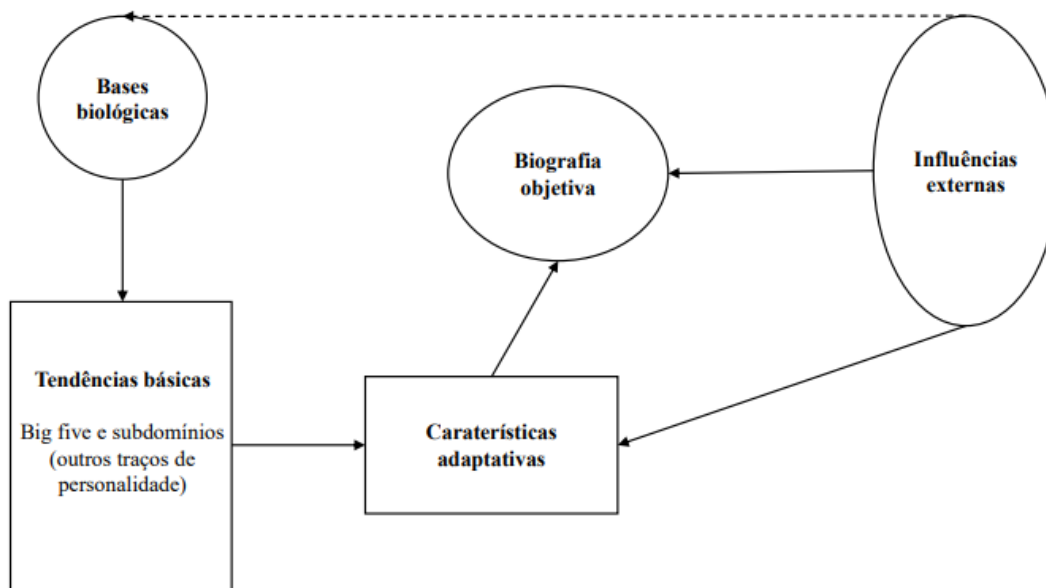 Bases
biológicas
Biografia
objetiva
Influências
externas
Tendências básicas
Big five e subdomínios
(outros traços de
personalidade)
Caraterísticas
adaptativas